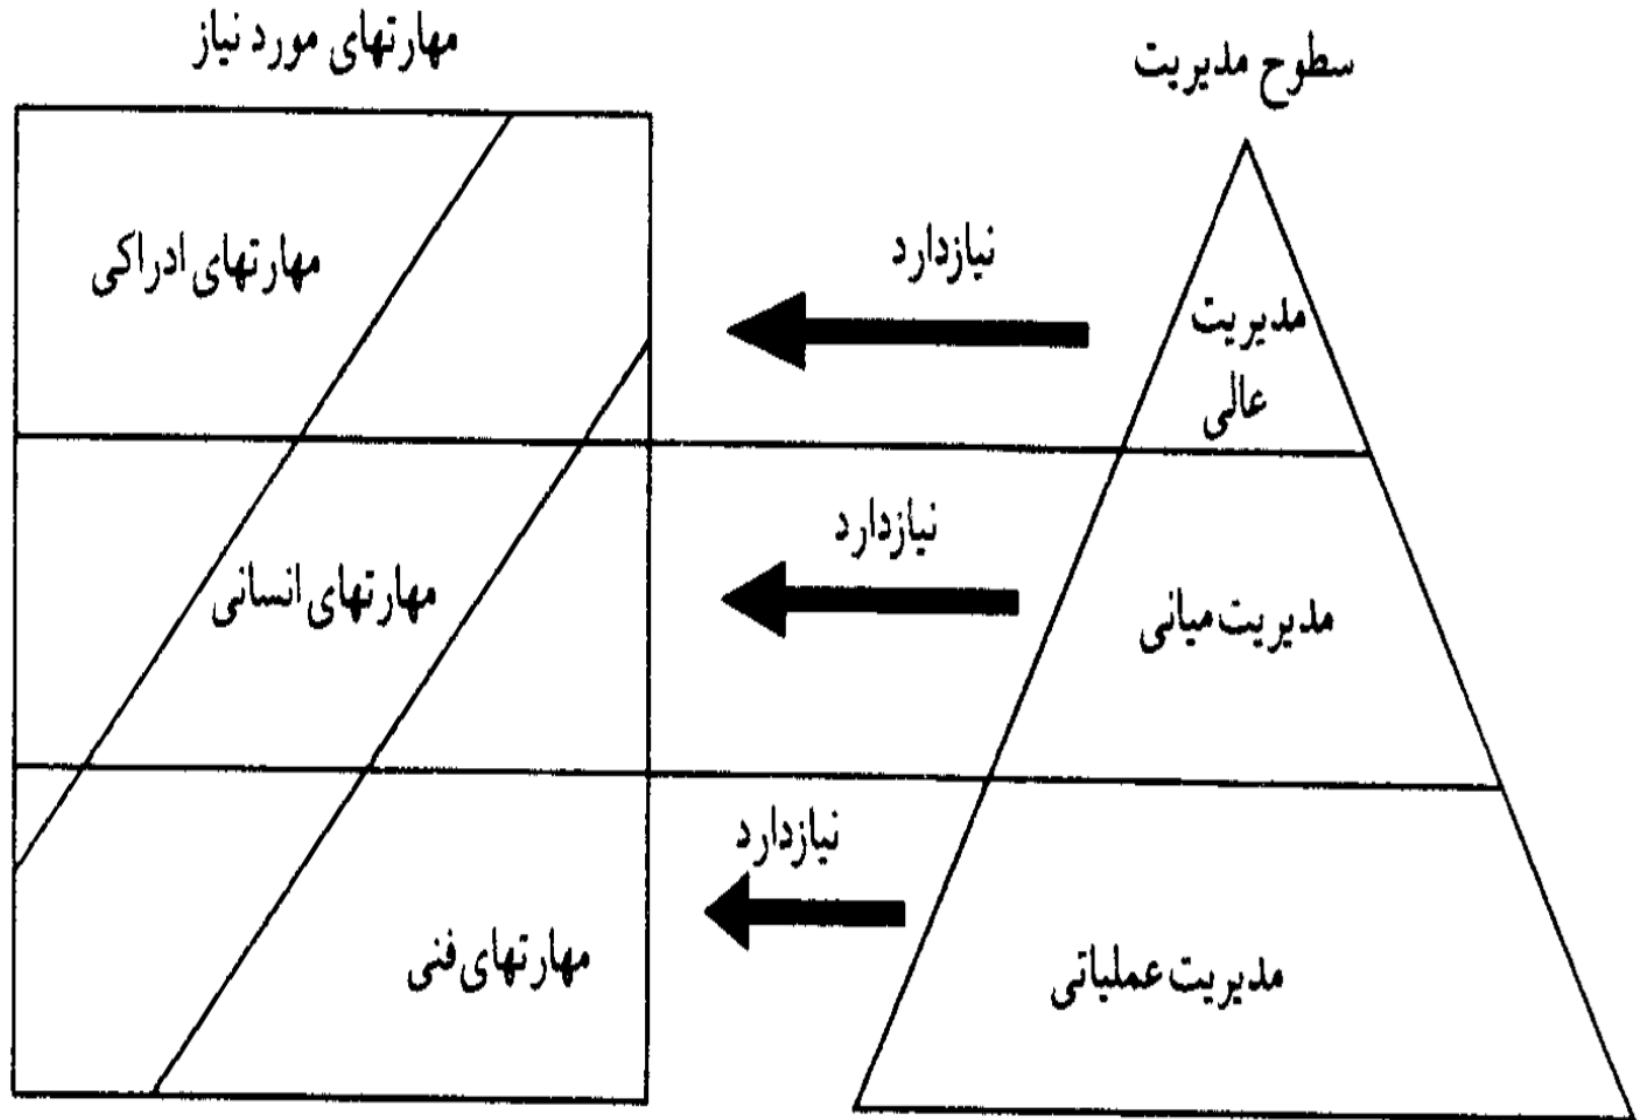 سطوح مدیریت
مهارتهای مورد نیاز
مدیریت
عالی
نیازدارد
مهارتهای ادراکی
مدیریت میانی
نیازدارد
مهارتهای انسانی
مدیریت عملیاتی
نیازدارد
مهارتهای فنی